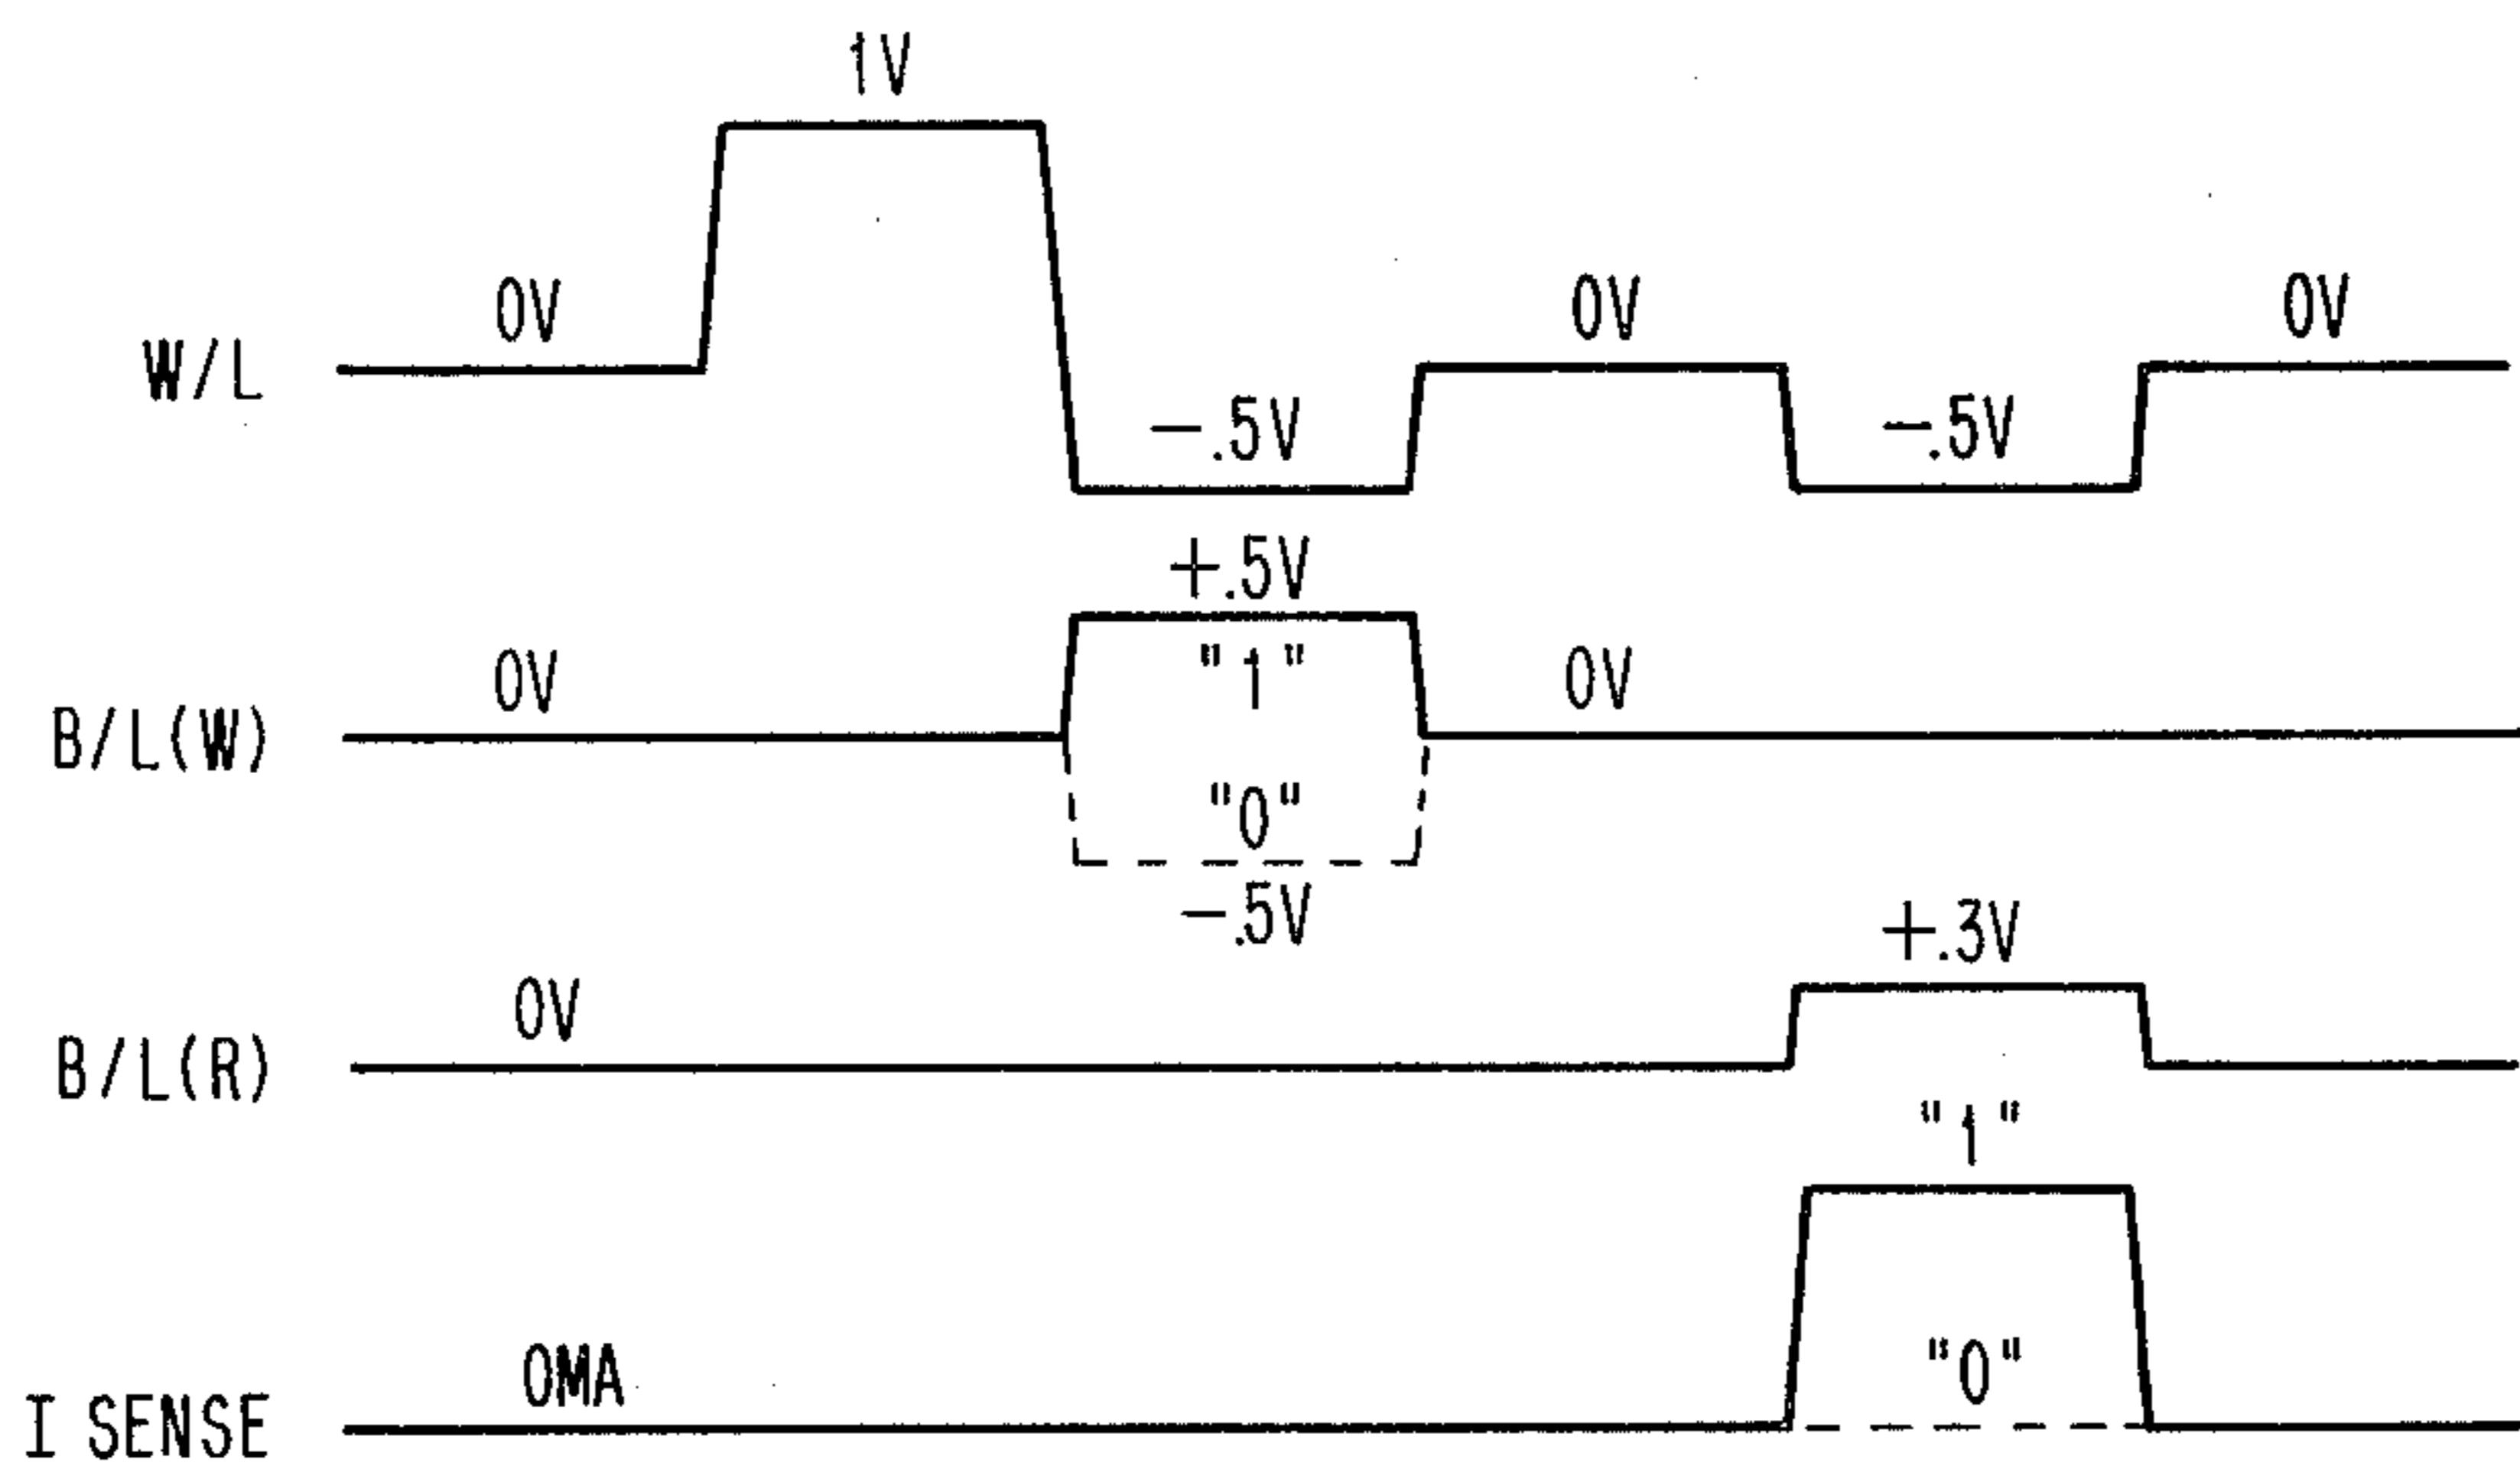 1V
0V
0V
0V
W/L
-.5V
-.5V
+.5V
"1"
0V
0V
B/L(W)
"0"
-.5V
+.3V
0V
B/L(R)
"1"
"0"
0MA
I SENSE